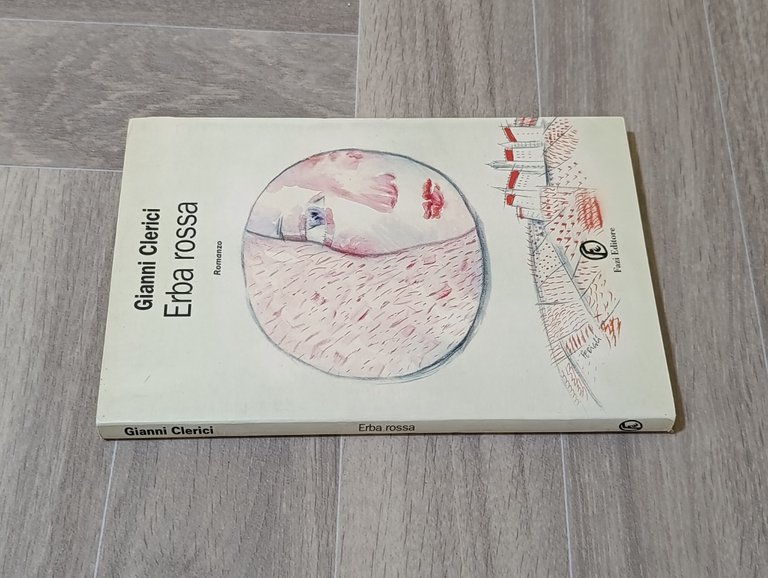 Gianni Clerici
Erba rossa
Romanzo
Fazi Editore
Gianni Clerici
Erba rossa